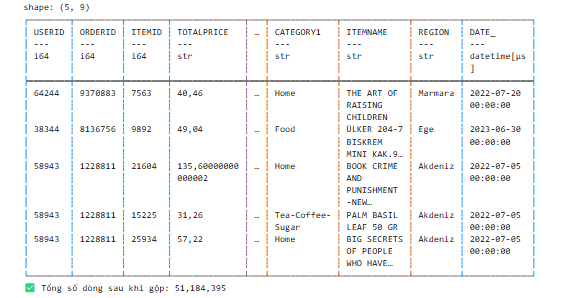 shape: (5, 9)
USERID ORDERID ITEMID TOTALPRICE … CATEGORY1 ITEMNAME REGION DATE_
--- --- --- --- --- --- --- ---
i64 i64 i64 str str str str datetime[μs
]
64244 9370883 7563 40,46 … Home THE ART OF Marmara 2022-07-20
RAISING 00:00:00
CHILDREN
38344 8136756 9892 49,04 … Food ÜLKER 204-7 Ege 2023-06-30
BISKREM 00:00:00
MINI KAK.9…
58943 1228811 21604 135,60000000 … Home BOOK CRIME Akdeniz 2022-07-05
000002 AND 00:00:00
PUNISHMENT
-NEW…
58943 1228811 15225 31,26 … Tea-Coffee- PALM BASIL Akdeniz 2022-07-05
Sugar LEAF 50 GR 00:00:00
58943 1228811 25934 57,22 … Home BIG SECRETS Akdeniz 2022-07-05
OF PEOPLE 00:00:00
WHO HAVE…
✅ Tổng số dòng sau khi gộp: 51,184,395